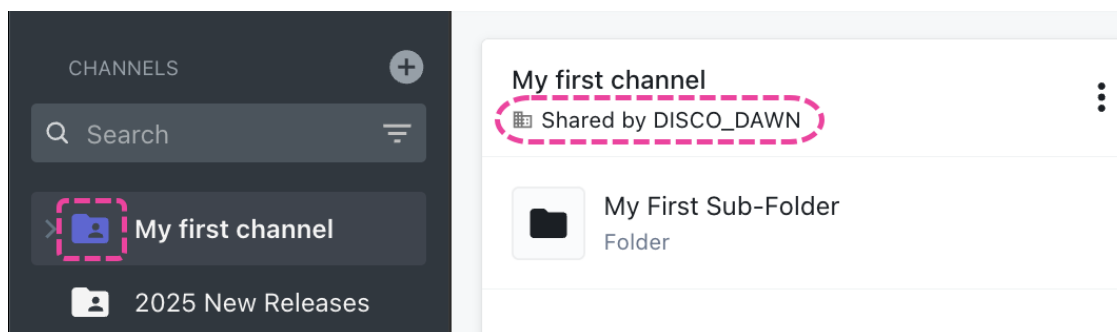 CHANNELS
Search
My first channel
2025 New Releases
My first channel
Shared by DISCO_DAWN
My First Sub-Folder
Folder